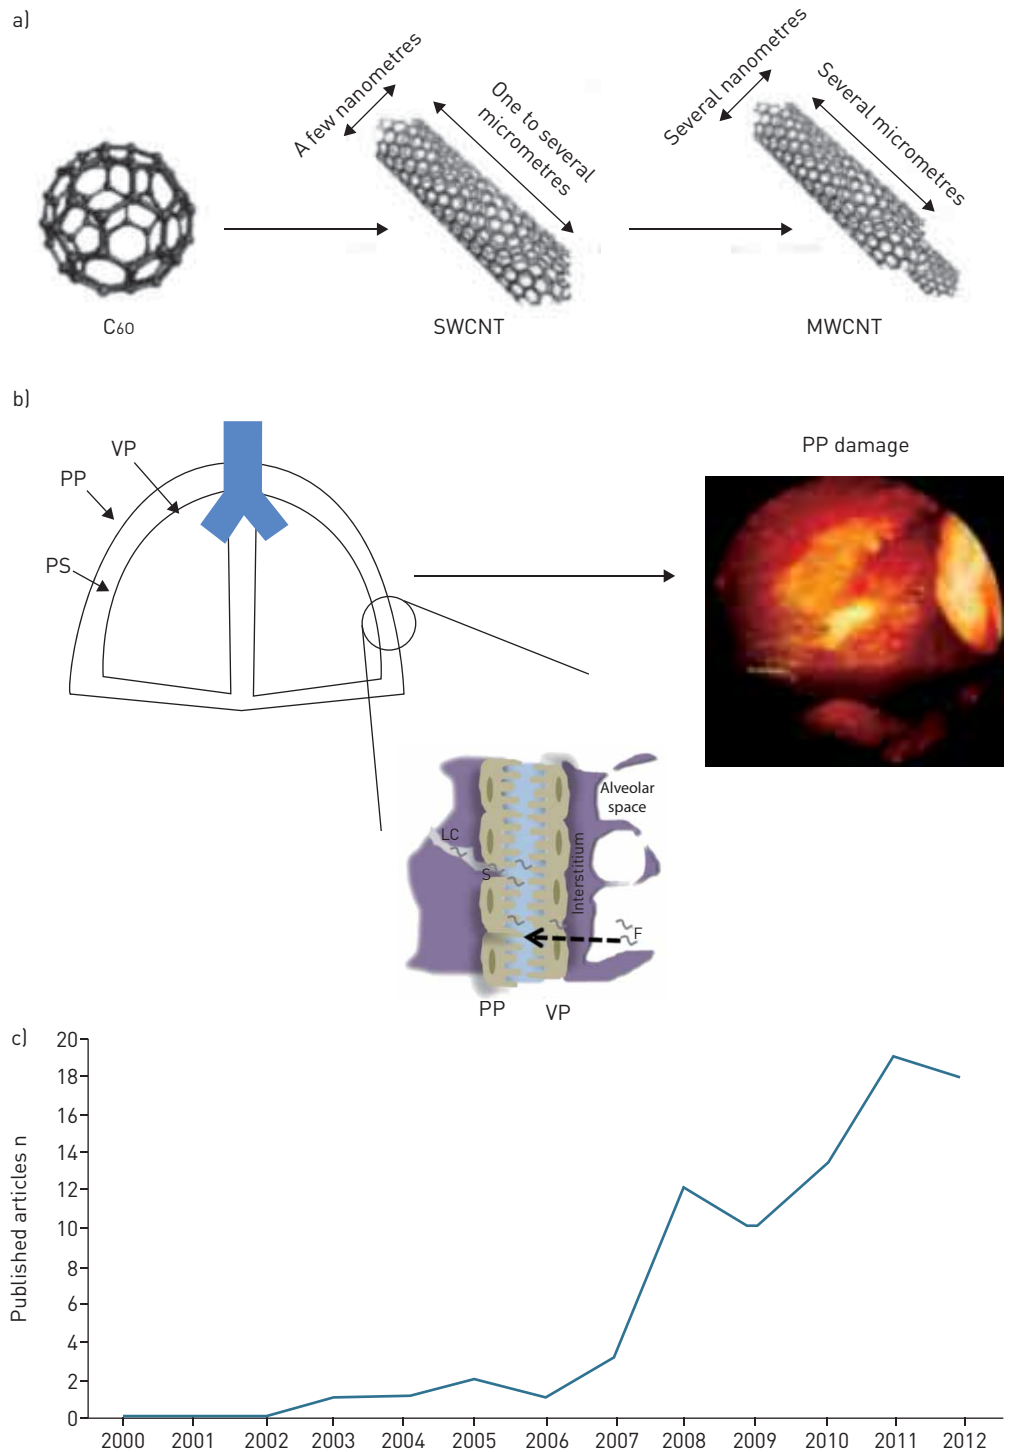 a)
A few nanometres
One to several
micrometres
Several nanometres
Several micrometres
C60
SWCNT
MWCNT
b)
VP
PP
PS
PP damage
Alveolar
space
LC
S
Interstitium
F
PP
VP
c)
Published articles n
20
18
16
14
12
10
8
6
4
2
0
2000 2001 2002 2003 2004 2005 2006 2007 2008 2009 2010 2011 2012